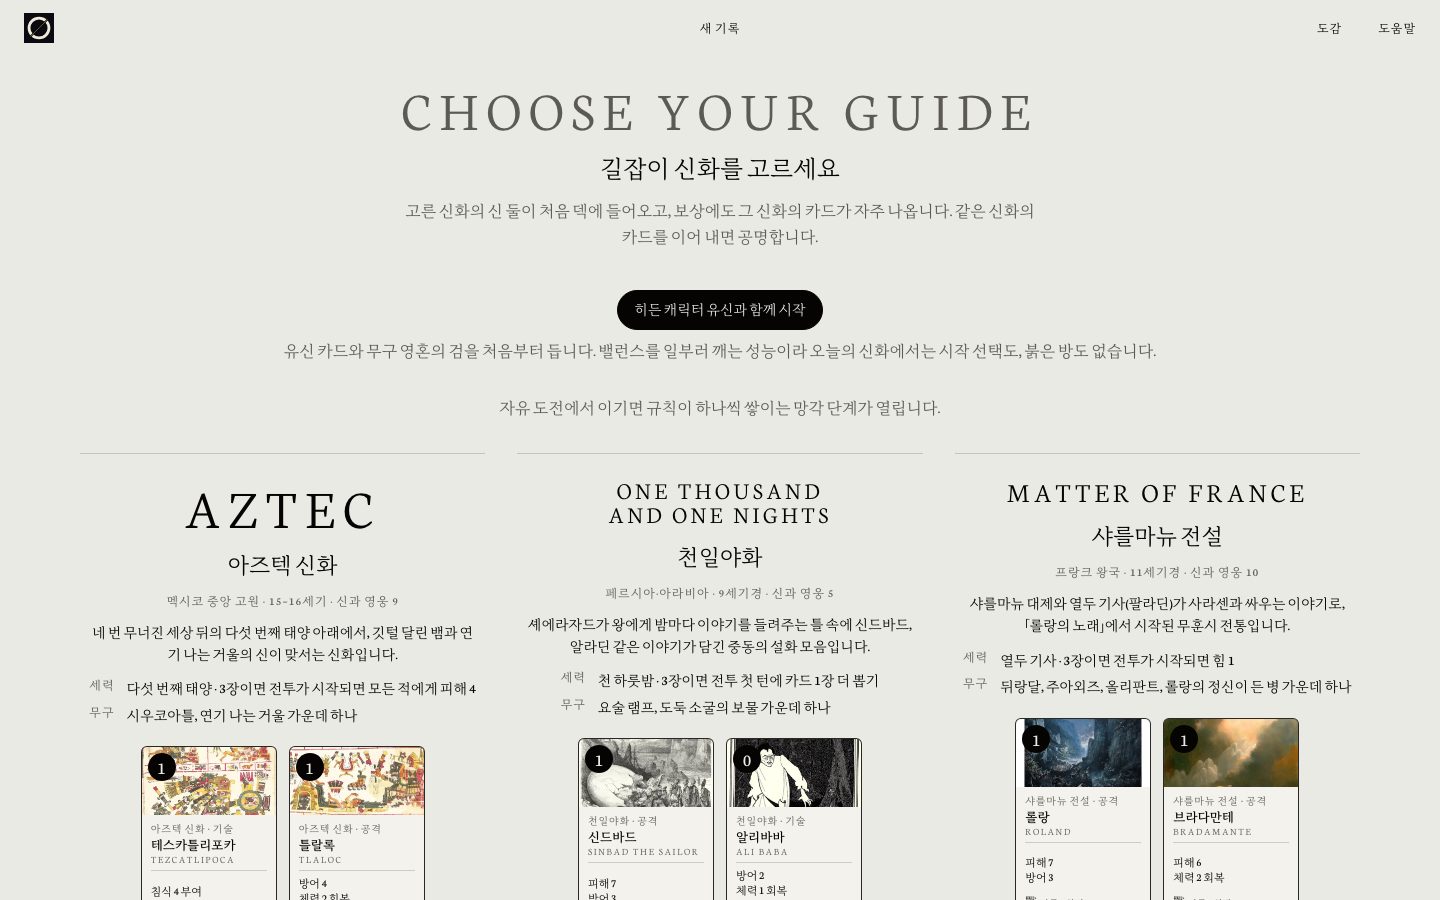 새 기록
도감
도움말
CHOOSE YOUR GUIDE
길잡이 신화를 고르세요
고른 신화의 신 둘이 처음 덱에 들어오고, 보상에도 그 신화의 카드가 자주 나옵니다. 같은 신화의
카드를 이어 내면 공명합니다.
히든 캐릭터 유신과 함께 시작
유신 카드와 무구 영혼의 검을 처음부터 듭니다. 밸런스를 일부러 깨는 성능이라 오늘의 신화에서는 시작 선택도, 붉은 방도 없습니다.
자유 도전에서 이기면 규칙이 하나씩 쌓이는 망각 단계가 열립니다.
AZTEC
아즈텍 신화
멕시코 중앙 고원 · 15–16세기 · 신과 영웅 9
네 번 무너진 세상 뒤의 다섯 번째 태양 아래에서, 깃털 달린 뱀과 연
기 나는 거울의 신이 맞서는 신화입니다.
세력 다섯 번째 태양 · 3장이면 전투가 시작되면 모든 적에게 피해 4
무구 시우코아틀, 연기 나는 거울 가운데 하나
1
아즈텍 신화 · 기술
테스카틀리포카
TEZCATLIPOCA
침식 4 부여
1
아즈텍 신화 · 공격
틀랄록
TLALOC
방어 4
체력 2 회복
ONE THOUSAND
AND ONE NIGHTS
천일야화
페르시아·아라비아 · 9세기경 · 신과 영웅 5
셰에라자드가 왕에게 밤마다 이야기를 들려주는 틀 속에 신드바드,
알라딘 같은 이야기가 담긴 중동의 설화 모음입니다.
세력 천 하룻밤 · 3장이면 전투 첫 턴에 카드 1장 더 뽑기
무구 요술 램프, 도둑 소굴의 보물 가운데 하나
1
천일야화 · 공격
신드바드
SINBAD THE SAILOR
피해 7
방어 3
0
천일야화 · 기술
알리바바
ALI BABA
방어 2
체력 1 회복
MATTER OF FRANCE
샤를마뉴 전설
프랑크 왕국 · 11세기경 · 신과 영웅 10
샤를마뉴 대제와 열두 기사(팔라딘)가 사라센과 싸우는 이야기로,
「롤랑의 노래」에서 시작된 무훈시 전통입니다.
세력 열두 기사 · 3장이면 전투가 시작되면 힘 1
무구 뒤랑달, 주아외즈, 올리판트, 롤랑의 정신이 든 병 가운데 하나
1
샤를마뉴 전설 · 공격
롤랑
ROLAND
피해 7
방어 3
1
샤를마뉴 전설 · 공격
브라다만테
BRADAMANTE
피해 6
체력 2 회복